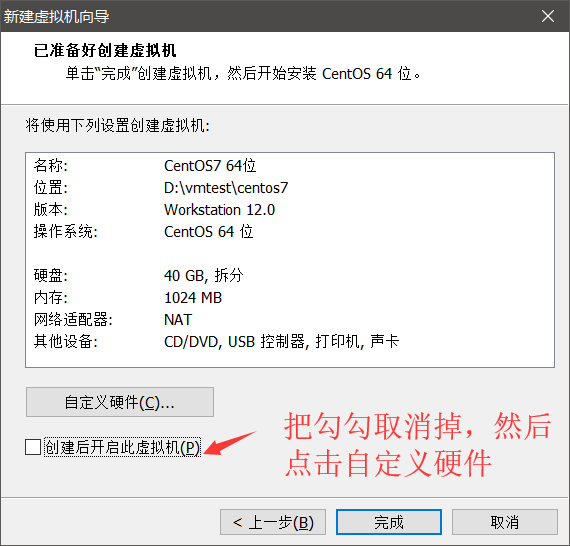 新建虚拟机向导
已准备好创建虚拟机
单击“完成”创建虚拟机，然后开始安装 CentOS 64 位。
将使用下列设置创建虚拟机:
名称: CentOS7 64位
位置: D:\vmtest\centos7
版本: Workstation 12.0
操作系统: CentOS 64 位
硬盘: 40 GB, 拆分
内存: 1024 MB
网络适配器: NAT
其他设备: CD/DVD, USB 控制器, 打印机, 声卡
自定义硬件(C)...
创建后开启此虚拟机(P)
把勾勾取消掉，然后
点击自定义硬件
< 上一步(B) 完成 取消